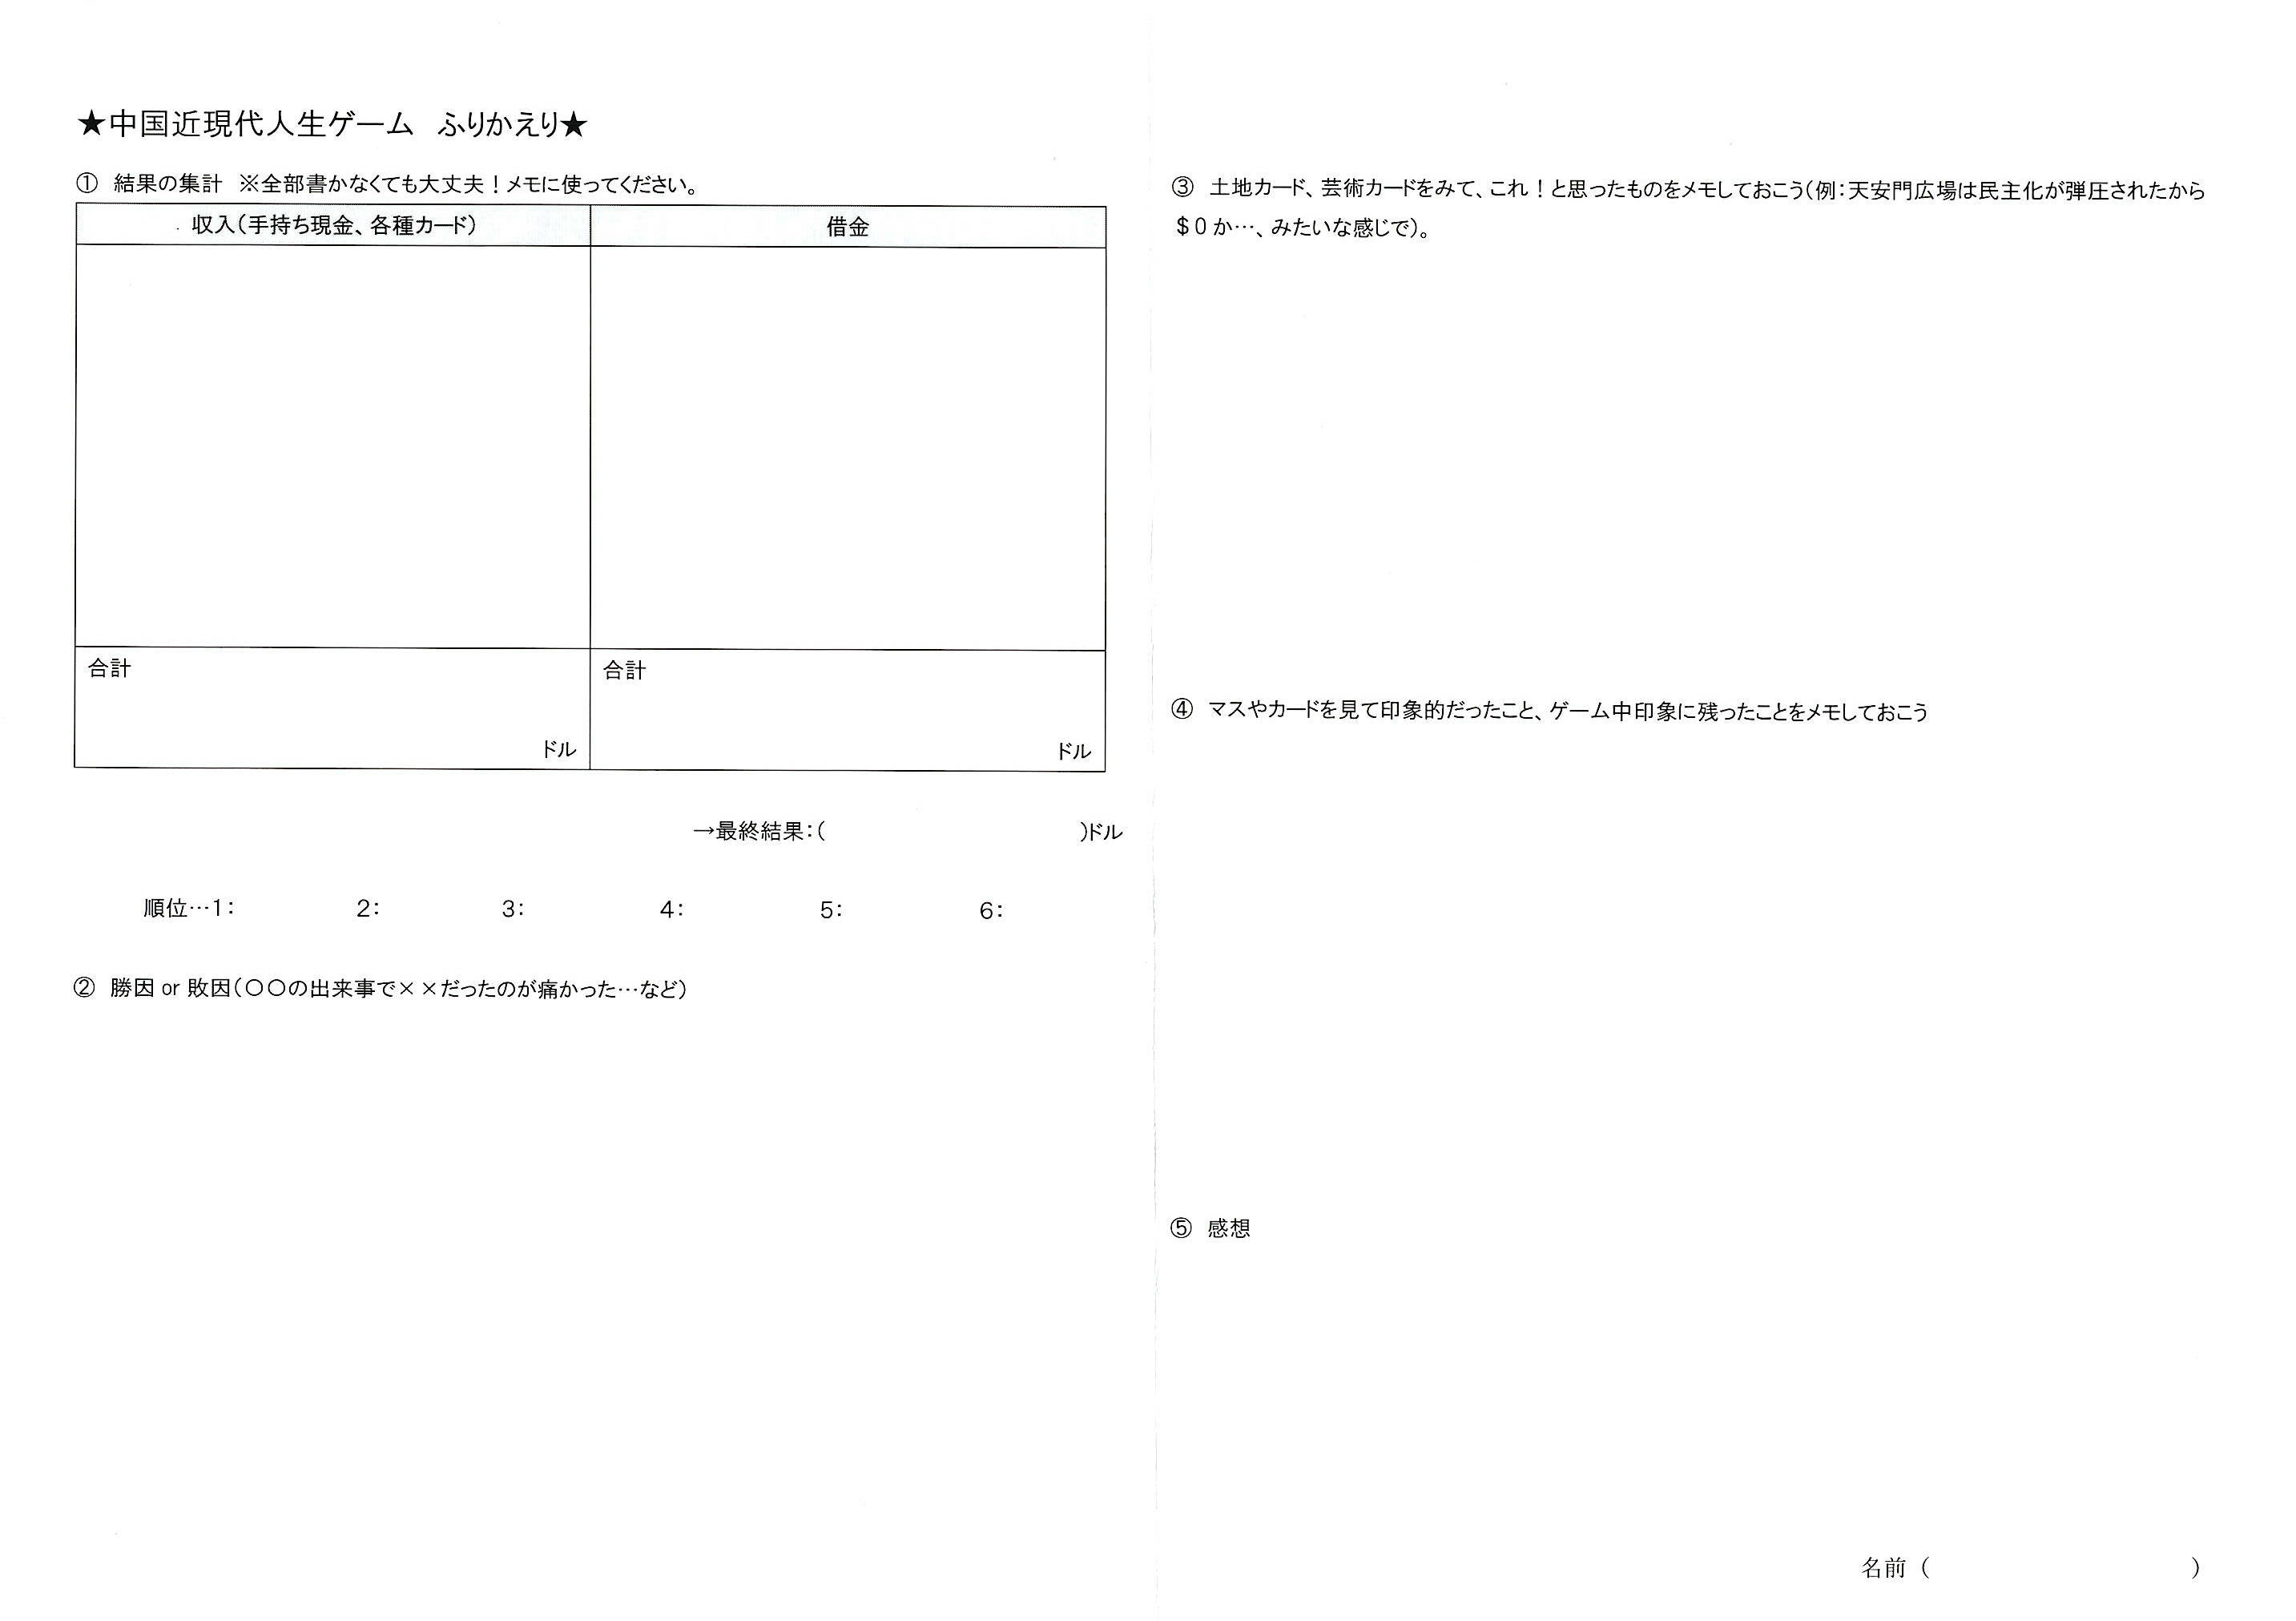 ★中国近現代人生ゲーム　ふりかえり★
①　結果の集計　※全部書かなくても大丈夫！メモに使ってください。
収入（手持ち現金、各種カード）
借金
合計
ドル
合計
ドル
→最終結果：（　　　　　　　　　　　）ドル
順位…1：　　　　　2：　　　　　3：　　　　　4：　　　　　5：　　　　　6：
②　勝因 or 敗因（〇〇の出来事で××だったのが痛かった…など）
③　土地カード、芸術カードをみて、これ！と思ったものをメモしておこう（例：天安門広場は民主化が弾圧されたから
＄0 か…、みたいな感じで）。
④　マスやカードを見て印象的だったこと、ゲーム中印象に残ったことをメモしておこう
⑤　感想
名前（　　　　　　　　　　　）